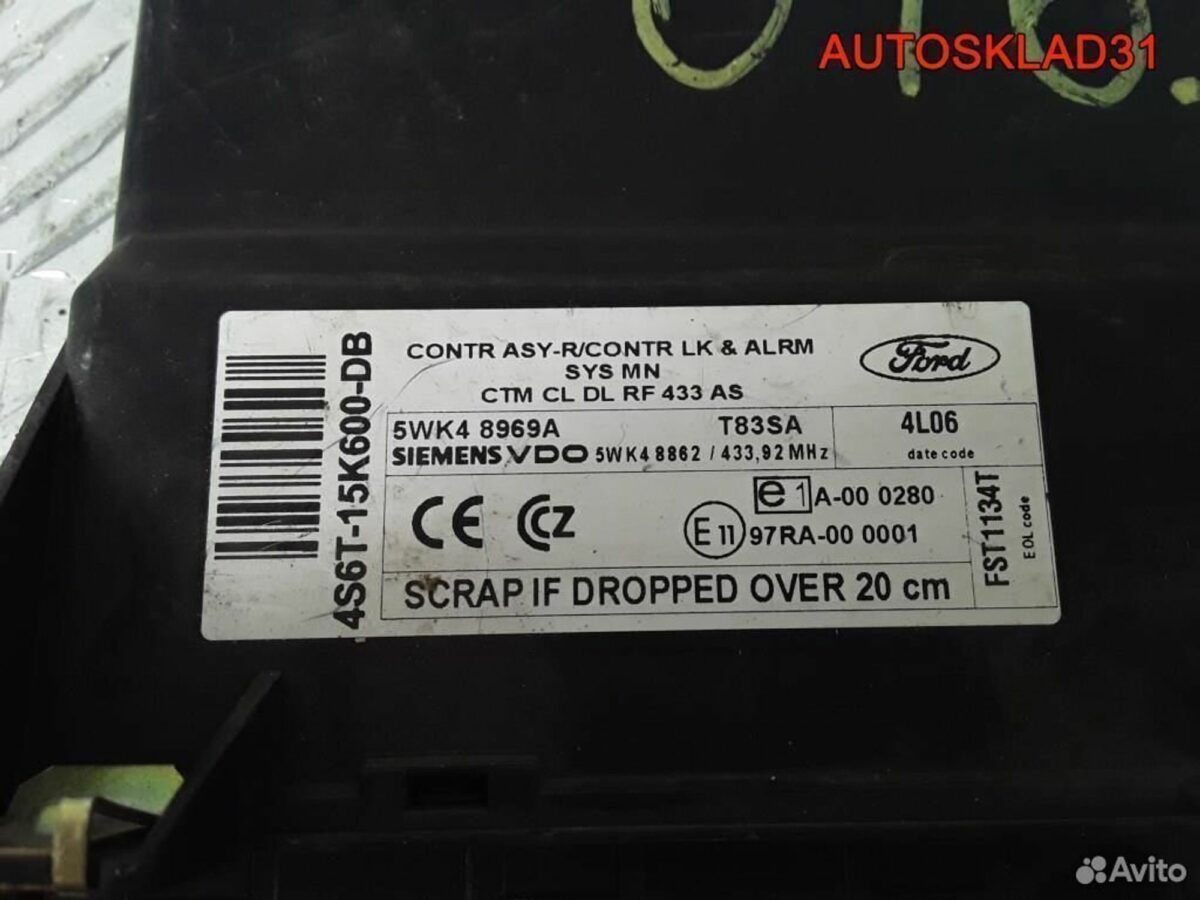 AUTOSKLAD31
4S6T-15K600-DB
CONTR ASY-R/CONTR LK & ALRM
SYS MN
CTM CL DL RF 433 AS
Ford
5WK4 8969A T83SA
4L06
SIEMENS VDO 5WK4 8862 / 433,92 MHz
date code
CE CZ
e1 A-00 0280
E11 97RA-00 0001
FST1134T
EOL code
SCRAP IF DROPPED OVER 20 cm
Avito